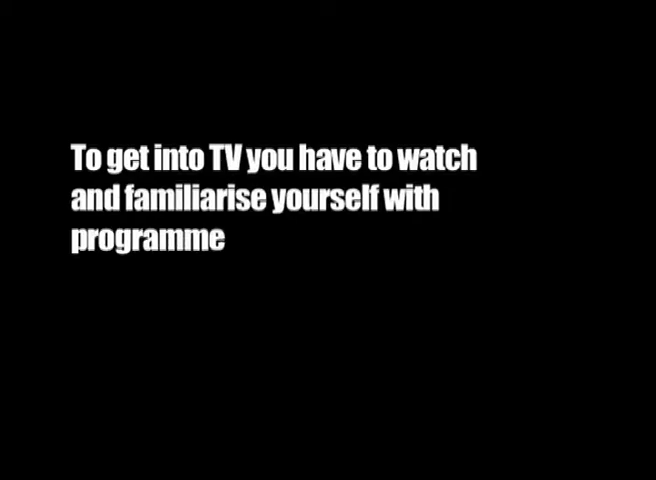 To get into TV you have to watch
and familiarise yourself with
programme